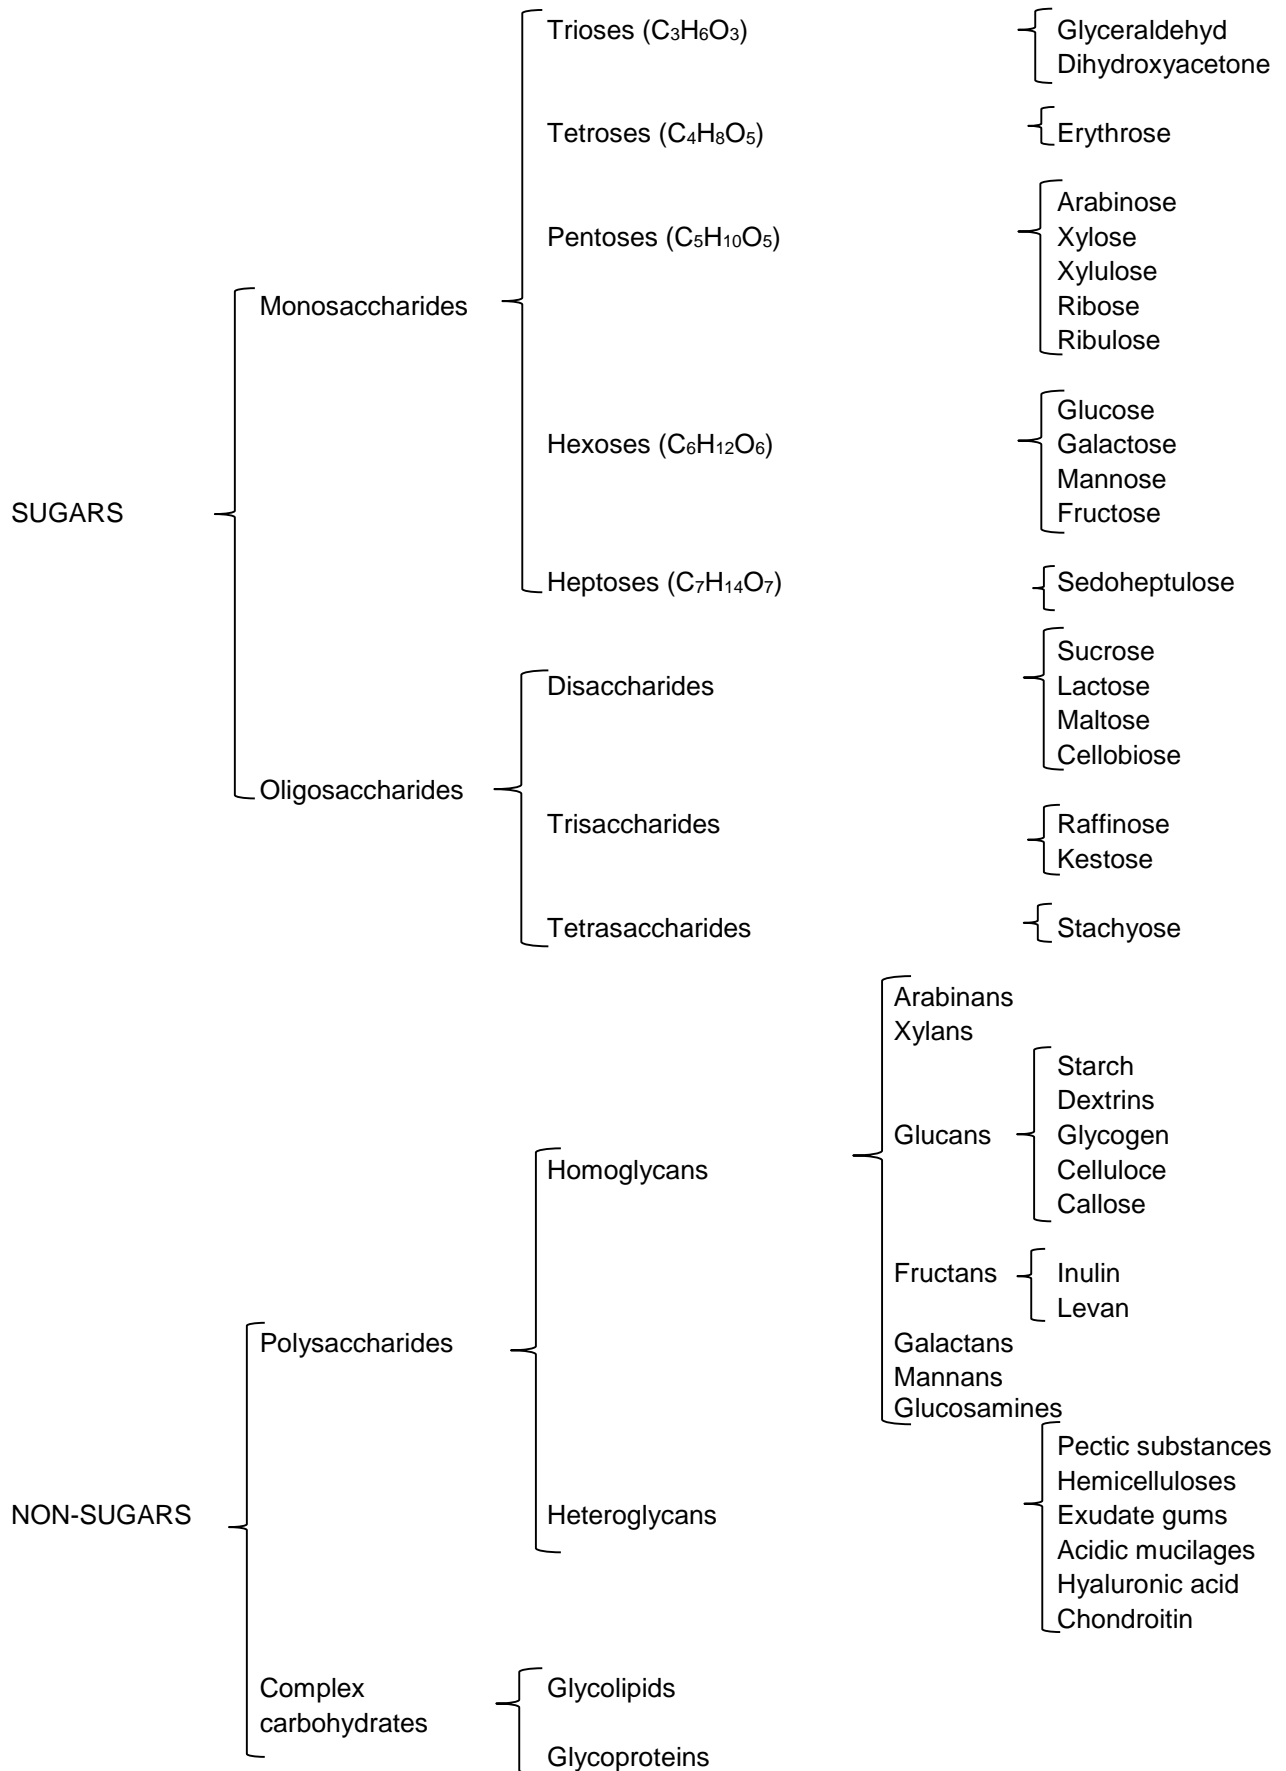 Trioses (C₃H₆O₃)
Glyceraldehyd
Dihydroxyacetone
Tetroses (C₄H₈O₅)
Erythrose
Pentoses (C₅H₁₀O₅)
Arabinose
Xylose
Xylulose
Ribose
Ribulose
Monosaccharides
Hexoses (C₆H₁₂O₆)
Glucose
Galactose
Mannose
Fructose
SUGARS
Heptoses (C₇H₁₄O₇)
Sedoheptulose
Disaccharides
Sucrose
Lactose
Maltose
Cellobiose
Oligosaccharides
Trisaccharides
Raffinose
Kestose
Tetrasaccharides
Stachyose
Arabinans
Xylans
Glucans
Starch
Dextrins
Glycogen
Celluloce
Callose
Homoglycans
Fructans
Inulin
Levan
Polysaccharides
Galactans
Mannans
Glucosamines
NON-SUGARS
Heteroglycans
Pectic substances
Hemicelluloses
Exudate gums
Acidic mucilages
Hyaluronic acid
Chondroitin
Complex
carbohydrates
Glycolipids
Glycoproteins